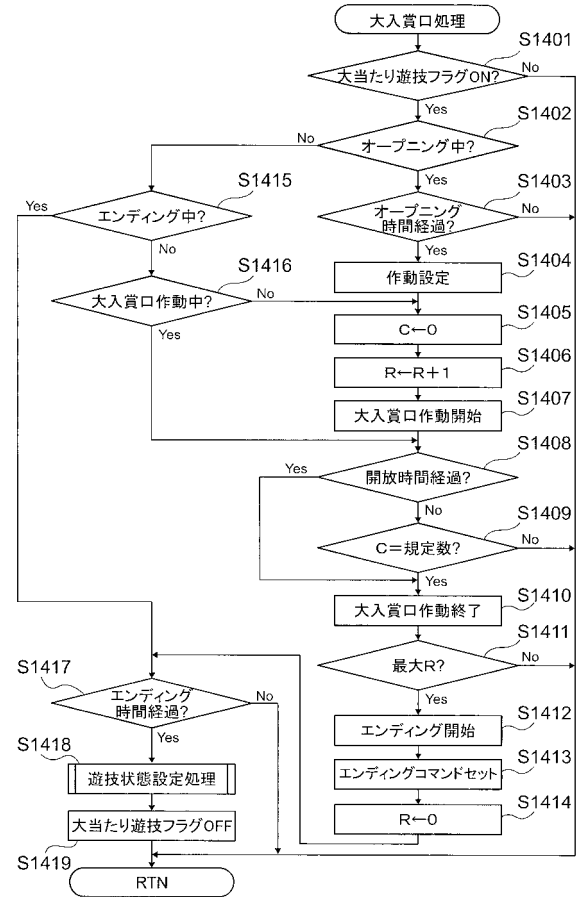 大入賞口処理
S1401
大当たり遊技フラグON?
No
Yes
S1402
オープニング中?
No
Yes
S1415
エンディング中?
Yes
No
S1403
オープニング
時間経過?
No
Yes
S1416
大入賞口作動中?
No
Yes
S1404
作動設定
S1405
C←0
S1406
R←R+1
S1407
大入賞口作動開始
S1408
開放時間経過?
Yes
No
S1409
C=規定数?
No
Yes
S1410
大入賞口作動終了
S1411
最大R?
No
Yes
S1412
エンディング開始
S1413
エンディングコマンドセット
S1414
R←0
S1417
エンディング
時間経過?
No
Yes
S1418
遊技状態設定処理
大当たり遊技フラグOFF
S1419
RTN